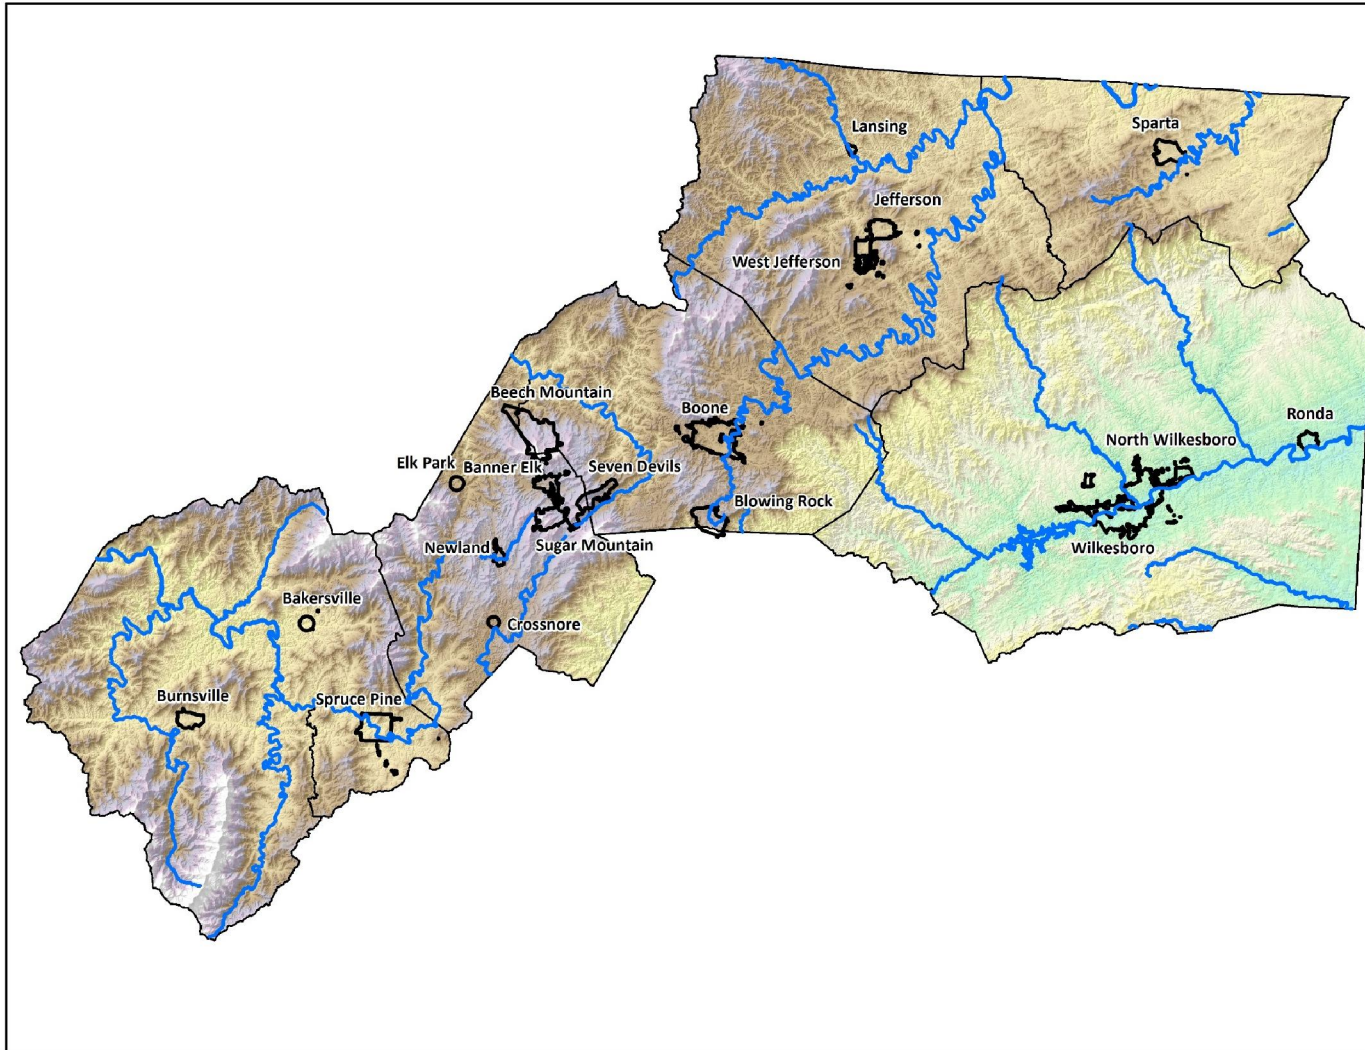 Sparta
Lansing
Jefferson
West Jefferson
Beech Mountain
Boone
Ronda
North Wilkesboro
Elk Park
Banner Elk
Seven Devils
Blowing Rock
Newland
Sugar Mountain
Wilkesboro
Bakersville
Crossnore
Burnsville
Spruce Pine